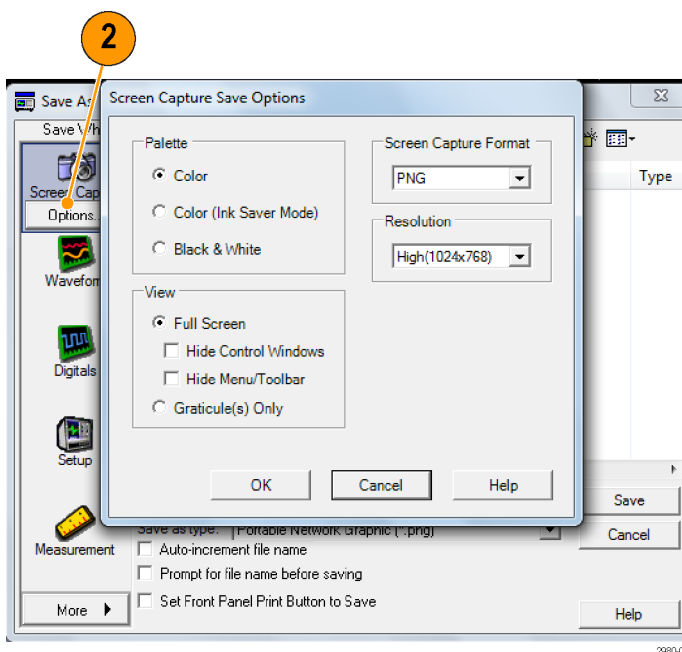 2
Save As
Screen Capture Save Options
Save Wh
Palette
Color
Color (Ink Saver Mode)
Black & White
Screen Capture Format
PNG
Resolution
High(1024x768)
Type
Screen Cap
Options..
Waveform
View
Full Screen
Hide Control Windows
Hide Menu/Toolbar
Graticule(s) Only
Digitals
Setup
OK
Cancel
Help
Save
Save as type: Portable Network Graphic (*.png)
Cancel
Measurement
Auto-increment file name
Prompt for file name before saving
Set Front Panel Print Button to Save
More
Help